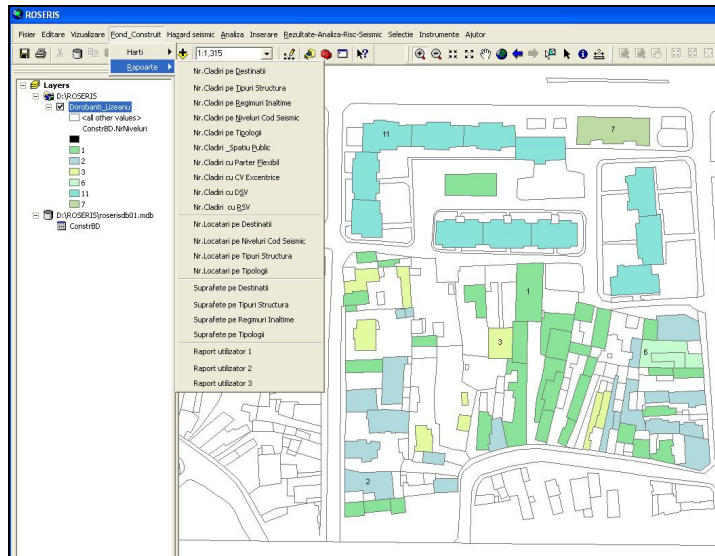 ROSERIS
Fisier Editare Vizualizare Fond_Construit Hazard seismic Analiza Inserare Rezultate-Analiza-Risc-Seismic Selectie Instrumente Ajutor
Harti
Rapoarte
1:1,315
Nr.Cladiri pe Destinatii
Nr.Cladiri pe Tipuri Structura
Nr.Cladiri pe Regimuri Inaltime
Nr.Cladiri pe Niveluri Cod Seismic
Nr.Cladiri pe Tipologii
Nr.Cladiri _Spatiu Public
Nr.Cladiri cu Parter Flexibil
Nr.Cladiri cu CV Excentrice
Nr.Cladiri cu DSV
Nr.Cladiri cu RSV
Nr.Locatari pe Destinatii
Nr.Locatari pe Niveluri Cod Seismic
Nr.Locatari pe Tipuri Structura
Nr.Locatari pe Tipologii
Suprafete pe Destinatii
Suprafete pe Tipuri Structura
Suprafete pe Regimuri Inaltime
Suprafete pe Tipologii
Raport utilizator 1
Raport utilizator 2
Raport utilizator 3
Layers
D:\ROSERIS
Dorobanti_Lizeanu
<all other values>
ConstrBD.NrNiveluri
1
2
3
6
11
7
D:\ROSERIS\roserisdb01.mdb
ConstrBD
11
7
1
3
6
2